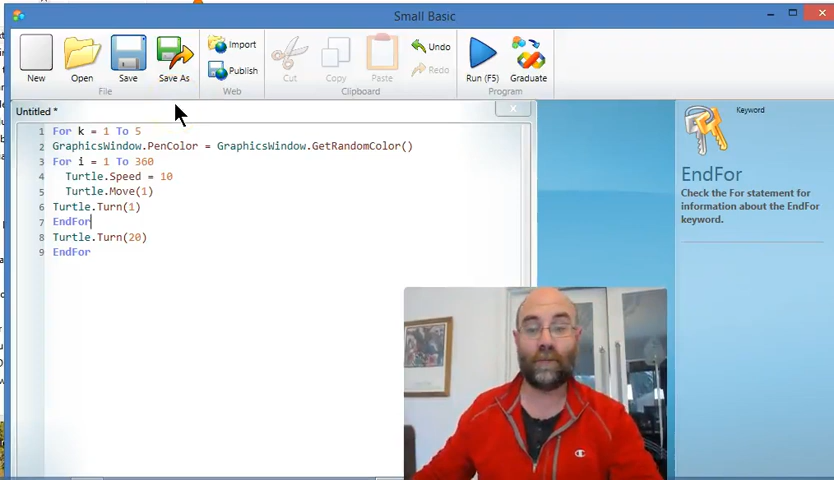 Small Basic
New
Open
Save
Save As
Import
Publish
Cut
Copy
Paste
Undo
Redo
Run (F5)
Graduate
File
Web
Clipboard
Program
Untitled *
1 For k = 1 To 5
2 GraphicsWindow.PenColor = GraphicsWindow.GetRandomColor()
3 For i = 1 To 360
4 Turtle.Speed = 10
5 Turtle.Move(1)
6 Turtle.Turn(1)
7 EndFor
8 Turtle.Turn(20)
9 EndFor
Keyword
EndFor
Check the For statement for
information about the EndFor
keyword.